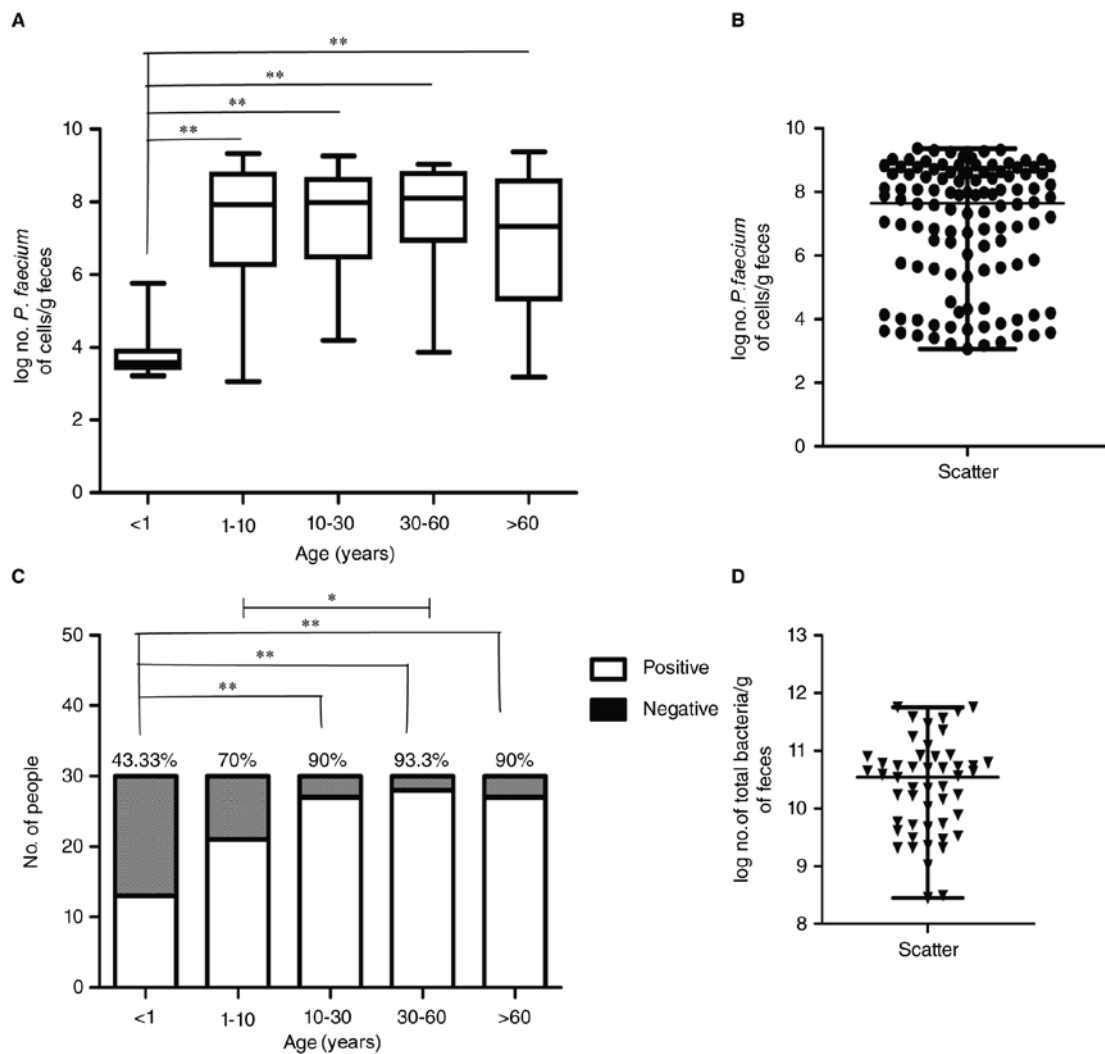 A
**
**
**
**
log no. P. faecium
of cells/g feces
10
8
6
4
2
0
<1
1-10
10-30
30-60
>60
Age (years)
B
log no. P. faecium
of cells/g feces
10
8
6
4
2
0
Scatter
C
*
**
**
**
No. of people
50
40
30
20
10
0
43.33%
70%
90%
93.3%
90%
<1
1-10
10-30
30-60
>60
Age (years)
Positive
Negative
D
log no.of total bacteria/g
of feces
13
12
11
10
9
8
Scatter